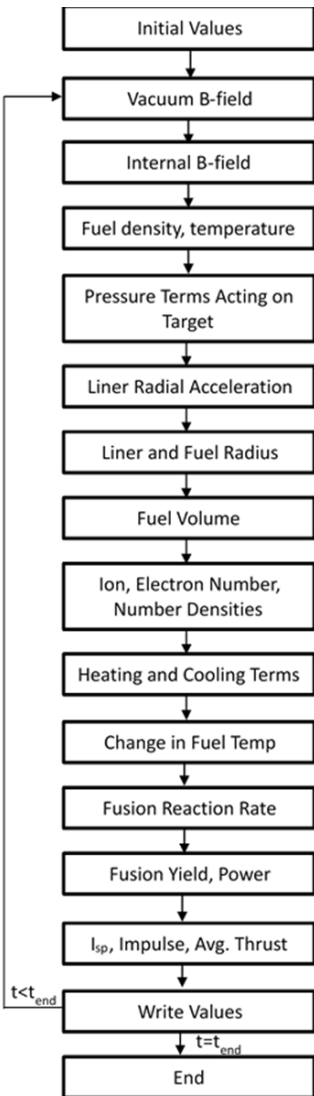 Initial Values
Vacuum B-field
Internal B-field
Fuel density, temperature
Pressure Terms Acting on
Target
Liner Radial Acceleration
Liner and Fuel Radius
Fuel Volume
Ion, Electron Number,
Number Densities
Heating and Cooling Terms
Change in Fuel Temp
Fusion Reaction Rate
Fusion Yield, Power
Isp, Impulse, Avg. Thrust
t<tend
Write Values
t=tend
End